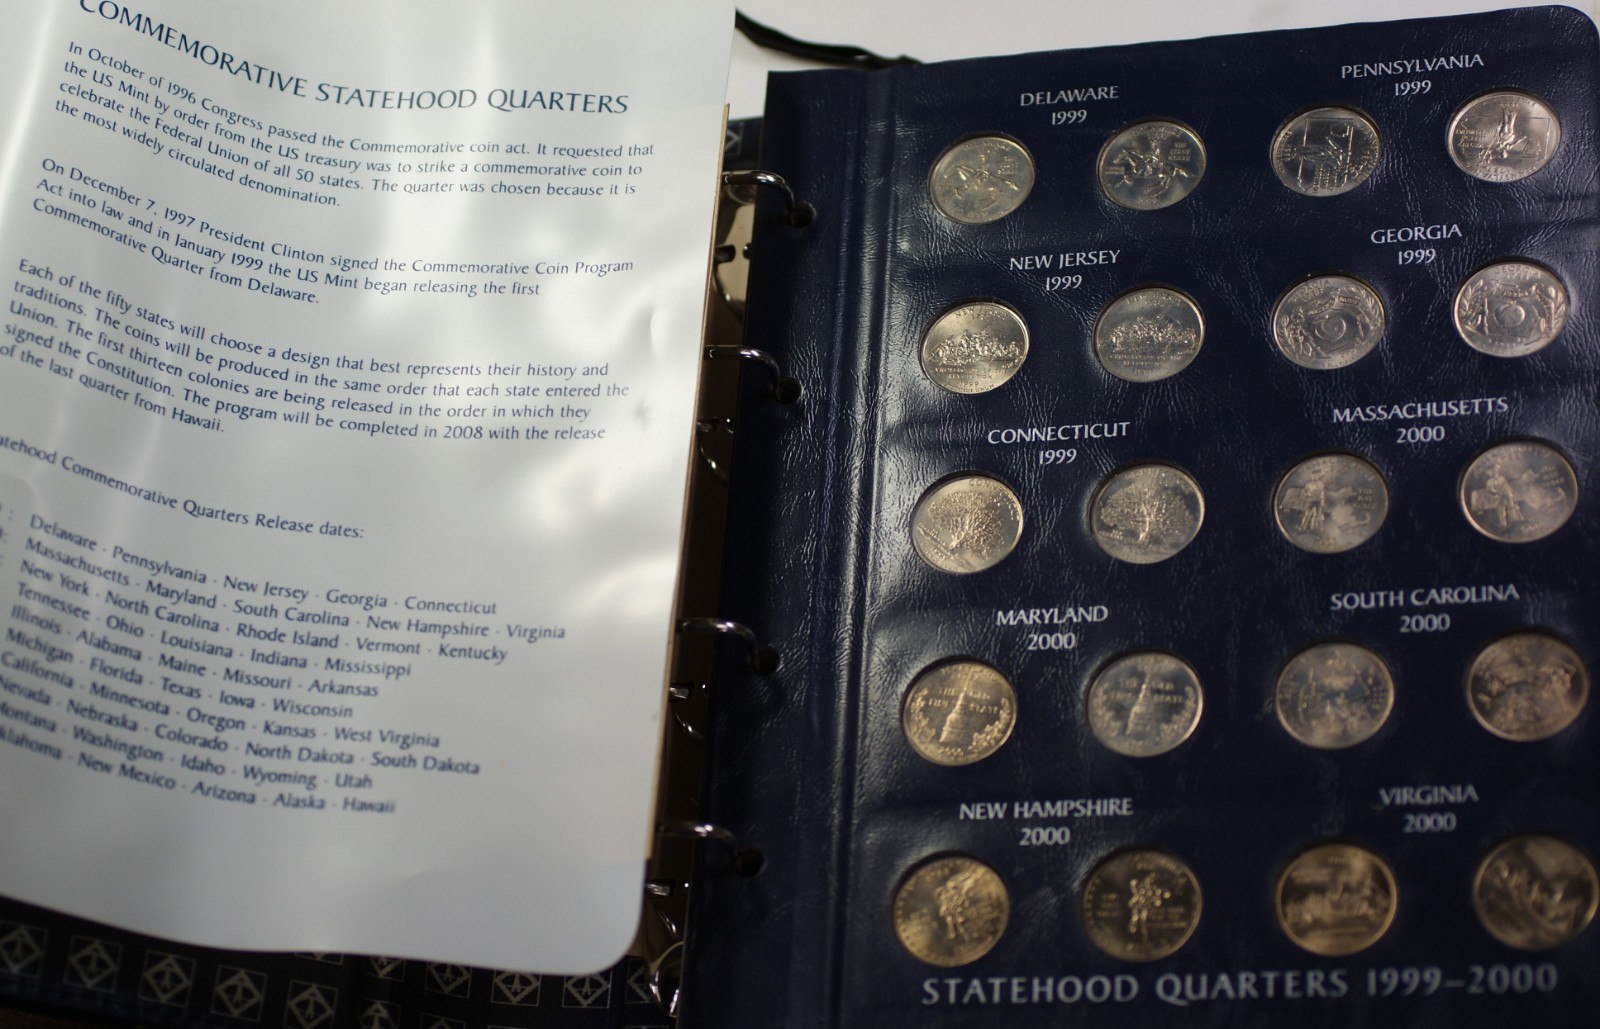 COMMEMORATIVE STATEHOOD QUARTERS
In October of 1996 Congress passed the Commemorative coin act. It requested that
the US Mint by order from the US treasury was to strike a commemorative coin to
celebrate the Federal Union of all 50 states. The quarter was chosen because it is
the most widely circulated denomination.
On December 7, 1997 President Clinton signed the Commemorative Coin Program
Act into law and in January 1999 the US Mint began releasing the first
Commemorative Quarter from Delaware.
Each of the fifty states will choose a design that best represents their history and
traditions. The coins will be produced in the same order that each state entered the
Union. The first thirteen colonies are being released in the order in which they
signed the Constitution. The program will be completed in 2008 with the release
of the last quarter from Hawaii.
atehood Commemorative Quarters Release dates:
: Delaware · Pennsylvania · New Jersey · Georgia · Connecticut
: Massachusetts · Maryland · South Carolina · New Hampshire · Virginia
: New York · North Carolina · Rhode Island · Vermont · Kentucky
Tennessee · Ohio · Louisiana · Indiana · Mississippi
Illinois · Alabama · Maine · Missouri · Arkansas
Michigan · Florida · Texas · Iowa · Wisconsin
California · Minnesota · Oregon · Kansas · West Virginia
Nevada · Nebraska · Colorado · North Dakota · South Dakota
Montana · Washington · Idaho · Wyoming · Utah
klahoma · New Mexico · Arizona · Alaska · Hawaii
DELAWARE
1999
PENNSYLVANIA
1999
NEW JERSEY
1999
GEORGIA
1999
CONNECTICUT
1999
MASSACHUSETTS
2000
MARYLAND
2000
SOUTH CAROLINA
2000
NEW HAMPSHIRE
2000
VIRGINIA
2000
STATEHOOD QUARTERS 1999–2000